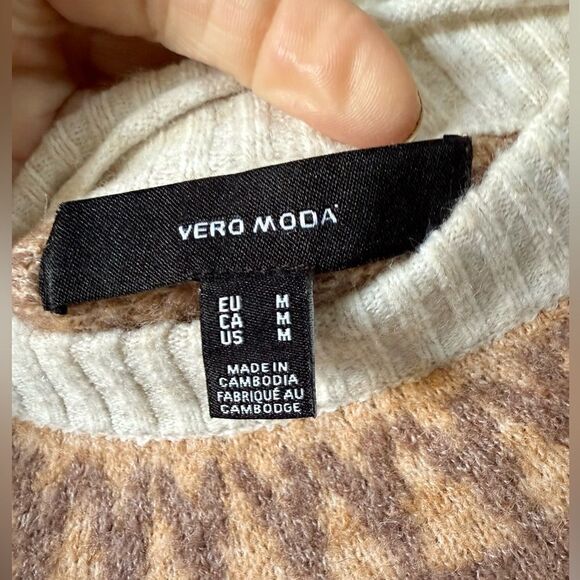 VERO MODA
EU M
CA M
US M
MADE IN
CAMBODIA
FABRIQUÉ AU
CAMBODGE